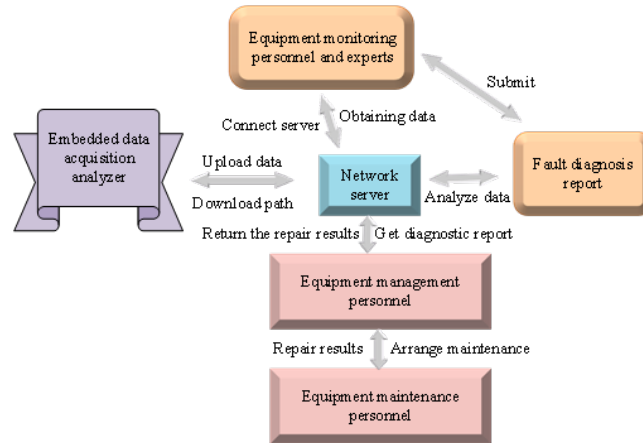 Equipment monitoring
personnel and experts
Submit
Connect server
Obtaining data
Embedded data
acquisition
analyzer
Upload data
Download path
Network
server
Analyze data
Fault diagnosis
report
Return the repair results
Get diagnostic report
Equipment management
personnel
Repair results
Arrange maintenance
Equipment maintenance
personnel